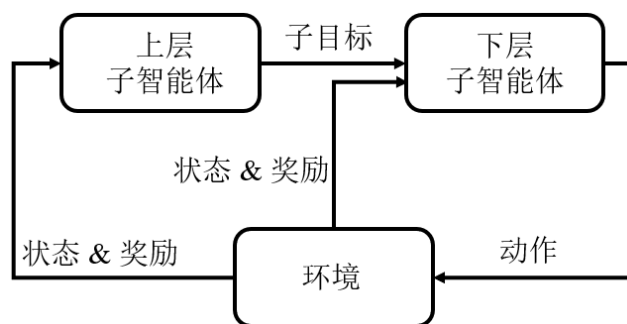 上层
子智能体
子目标
下层
子智能体
状态 & 奖励
状态 & 奖励
环境
动作